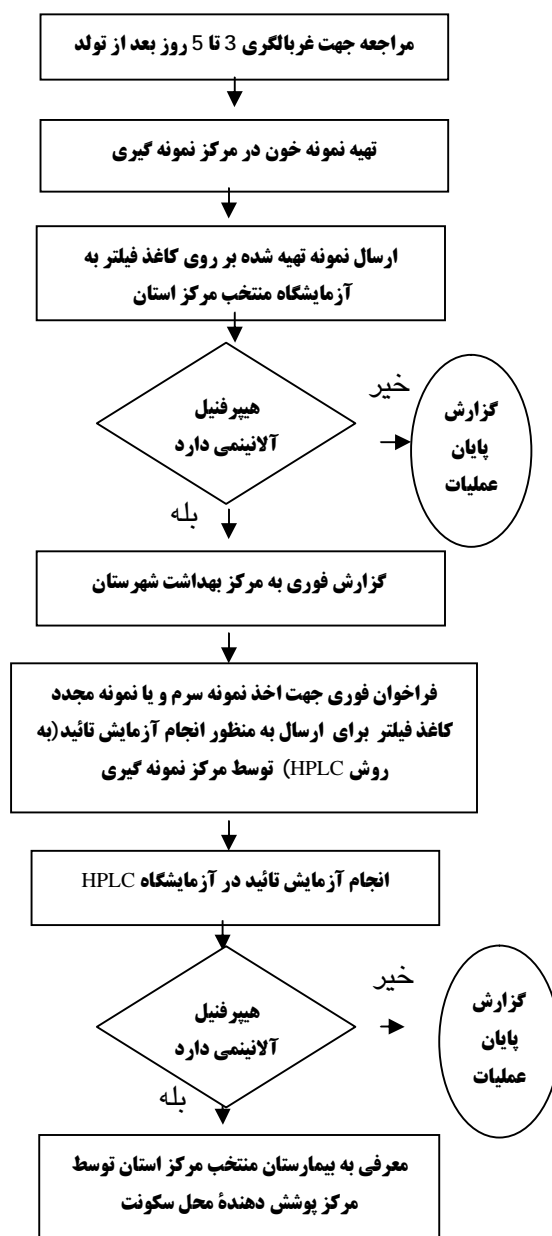 مراجعه جهت غربالگری 3 تا 5 روز بعد از تولد
تهیه نمونه خون در مرکز نمونه گیری
ارسال نمونه تهیه شده بر روی کاغذ فیلتر به
آزمایشگاه منتخب مرکز استان
هیپرفنیل
آلانینمی دارد
خیر
گزارش
پایان
عملیات
بله
گزارش فوری به مرکز بهداشت شهرستان
فراخوان فوری جهت اخذ نمونه سرم و یا نمونه مجدد
کاغذ فیلتر برای ارسال به منظور انجام آزمایش تائید (به
روش HPLC) توسط مرکز نمونه گیری
انجام آزمایش تائید در آزمایشگاه HPLC
هیپرفنیل
آلانینمی دارد
خیر
گزارش
پایان
عملیات
بله
معرفی به بیمارستان منتخب مرکز استان توسط
مرکز پوشش دهندۀ محل سکونت